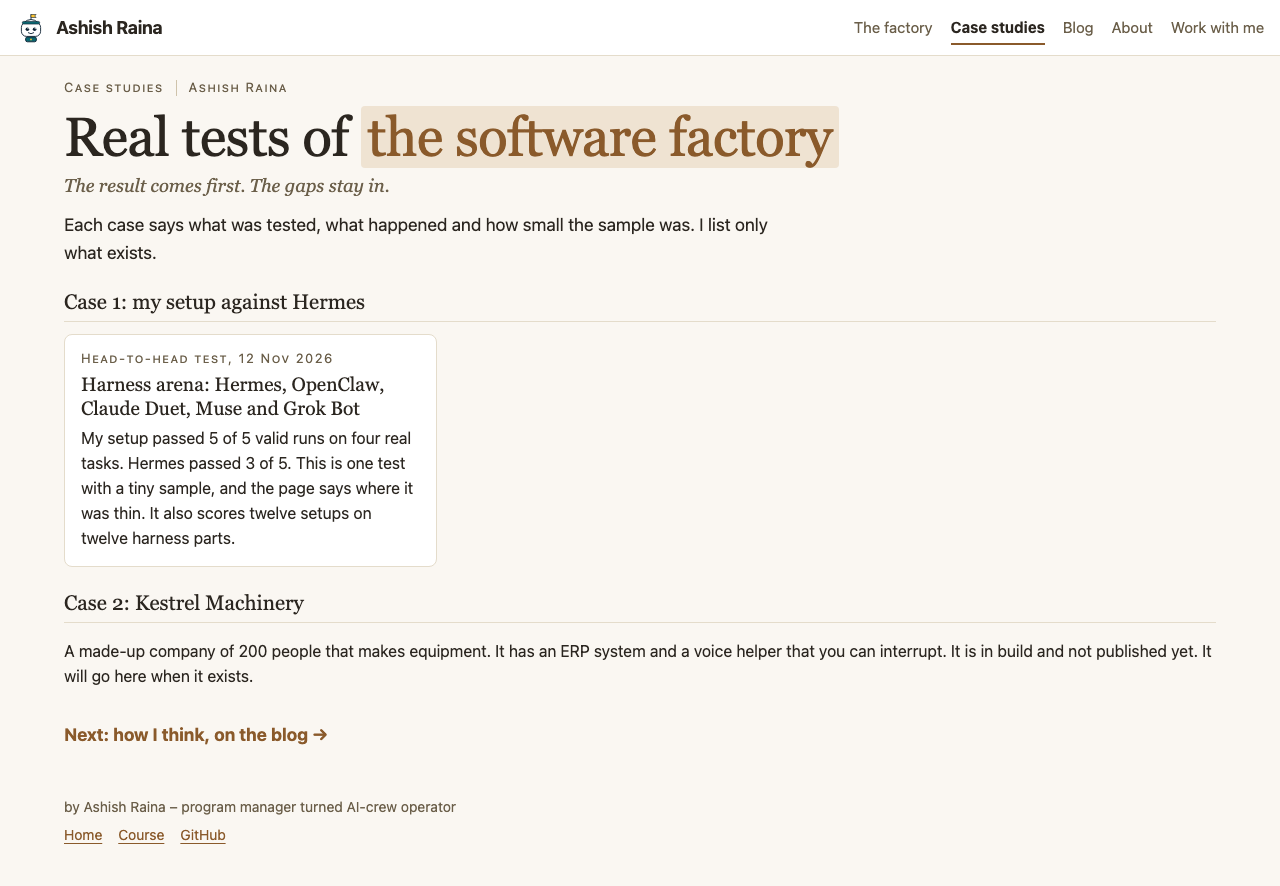 Ashish Raina
The factory
Case studies
Blog
About
Work with me
Case studies | Ashish Raina
Real tests of the software factory
The result comes first. The gaps stay in.
Each case says what was tested, what happened and how small the sample was. I list only
what exists.
Case 1: my setup against Hermes
Head-to-head test, 12 Nov 2026
Harness arena: Hermes, OpenClaw,
Claude Duet, Muse and Grok Bot
My setup passed 5 of 5 valid runs on four real
tasks. Hermes passed 3 of 5. This is one test
with a tiny sample, and the page says where it
was thin. It also scores twelve setups on
twelve harness parts.
Case 2: Kestrel Machinery
A made-up company of 200 people that makes equipment. It has an ERP system and a voice helper that you can interrupt. It is in build and not published yet. It
will go here when it exists.
Next: how I think, on the blog →
by Ashish Raina – program manager turned AI-crew operator
Home
Course
GitHub